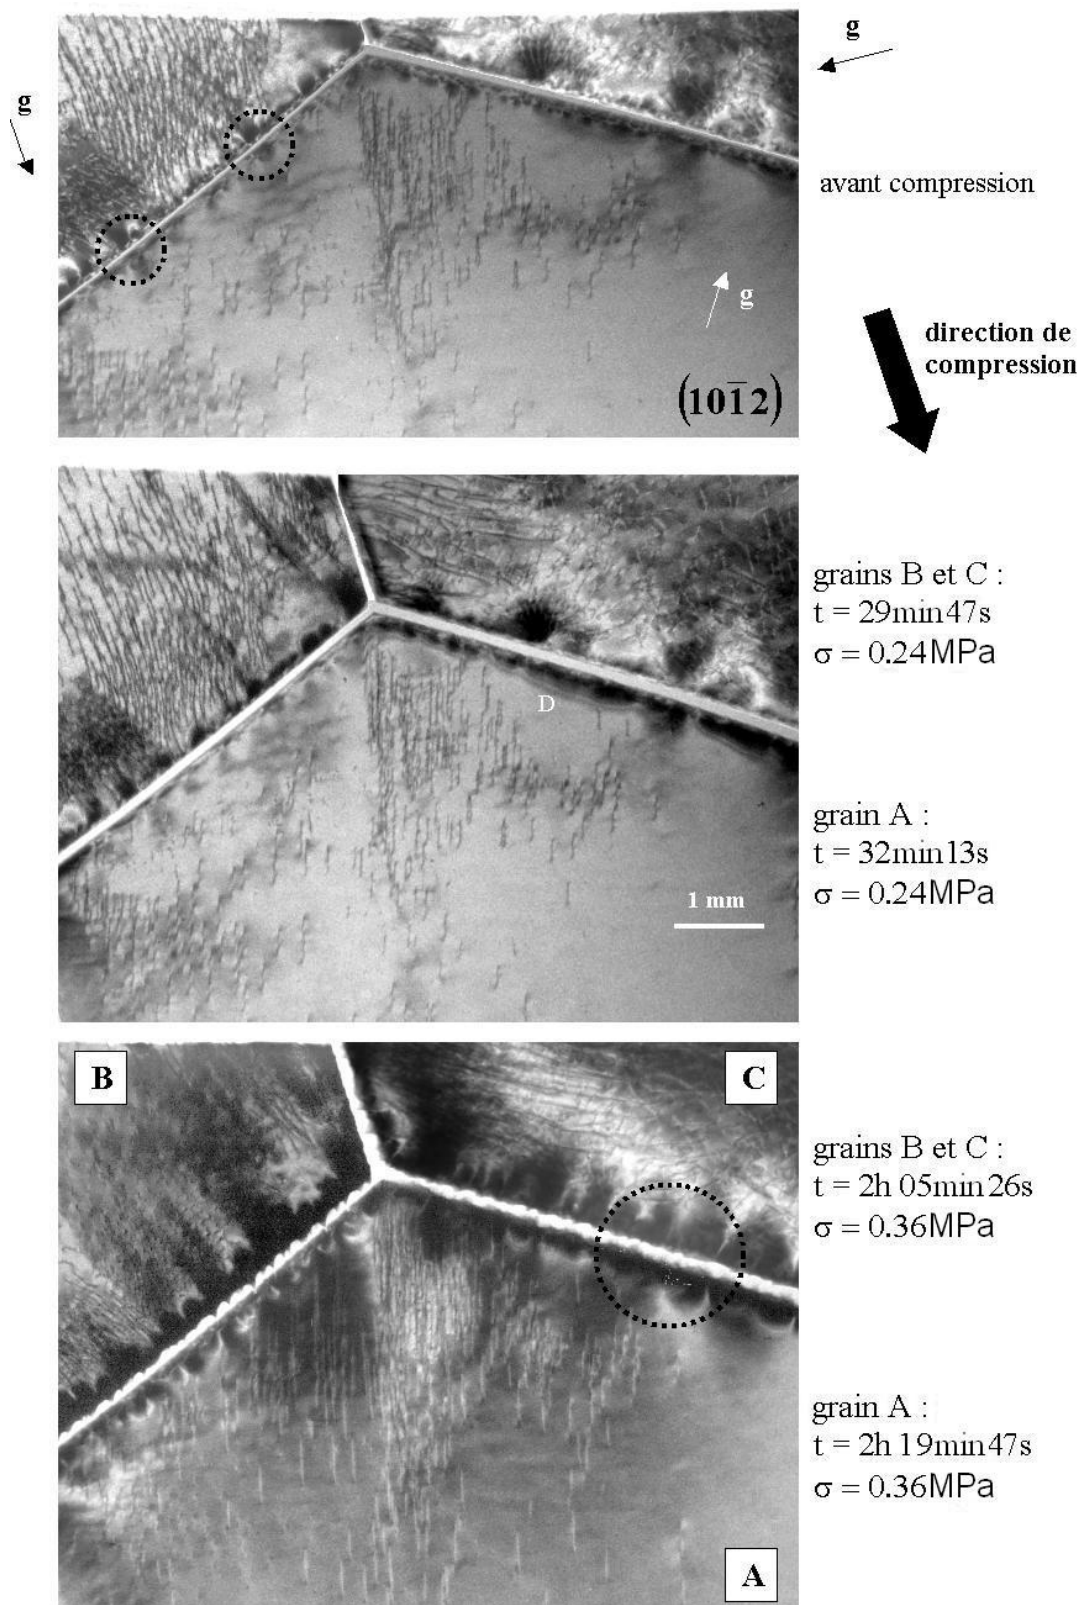 g
g
avant compression
g
direction de
compression
(10\overline{1}2)
grains B et C :
t = 29min47s
σ = 0.24MPa
D
grain A :
t = 32min13s
σ = 0.24MPa
1 mm
B
C
grains B et C :
t = 2h 05min26s
σ = 0.36MPa
grain A :
t = 2h 19min47s
σ = 0.36MPa
A